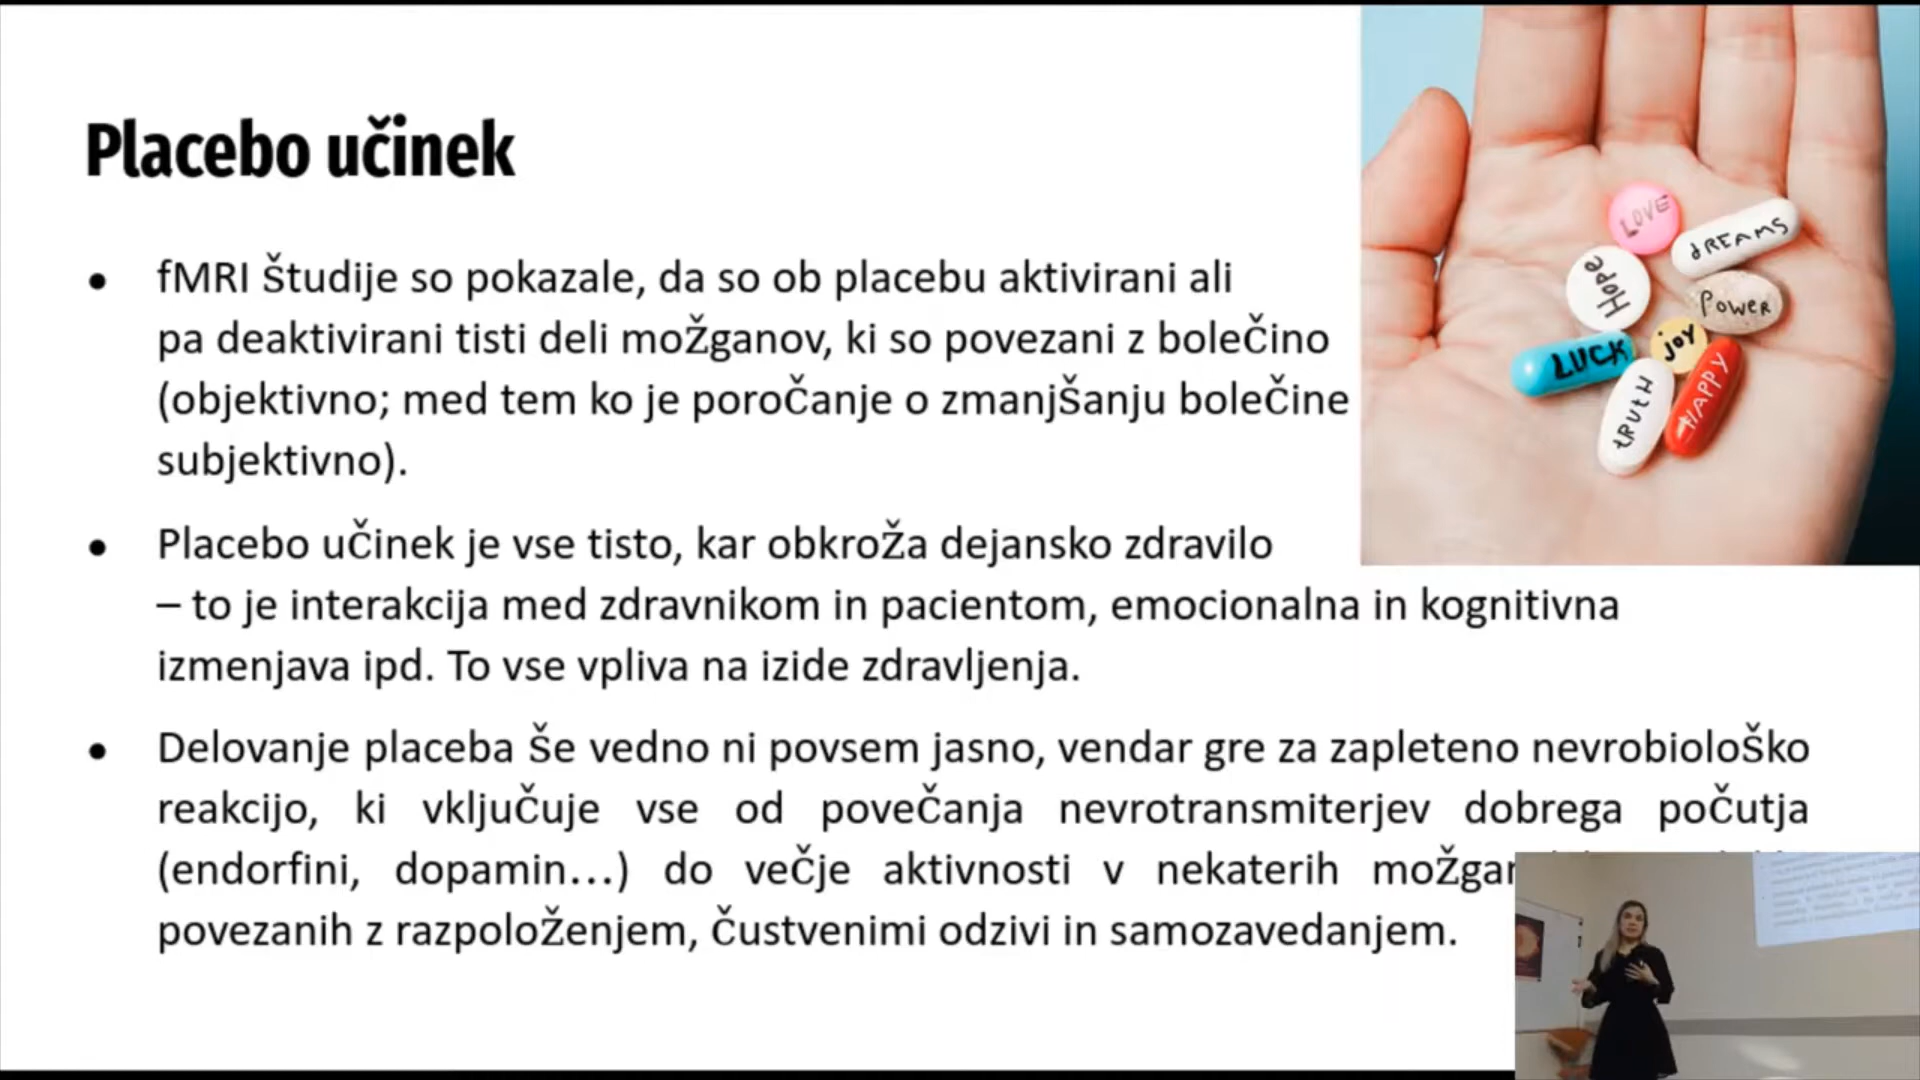 Placebo učinek
• fMRI študije so pokazale, da so ob placebu aktivirani ali
pa deaktivirani tisti deli možganov, ki so povezani z bolečino
(objektivno; med tem ko je poročanje o zmanjšanju bolečine
subjektivno).
• Placebo učinek je vse tisto, kar obkroža dejansko zdravilo
– to je interakcija med zdravnikom in pacientom, emocionalna in kognitivna
izmenjava ipd. To vse vpliva na izide zdravljenja.
• Delovanje placeba še vedno ni povsem jasno, vendar gre za zapleteno nevrobiološko
reakcijo, ki vključuje vse od povečanja nevrotransmiterjev dobrega počutja
(endorfini, dopamin...) do večje aktivnosti v nekaterih
povezanih z razpoloženjem, čustvenimi odzivi in samozavedanjem.
LOVE
dREAMS
Hope
Power
LUCK
joy
tRUtH
HAPPY